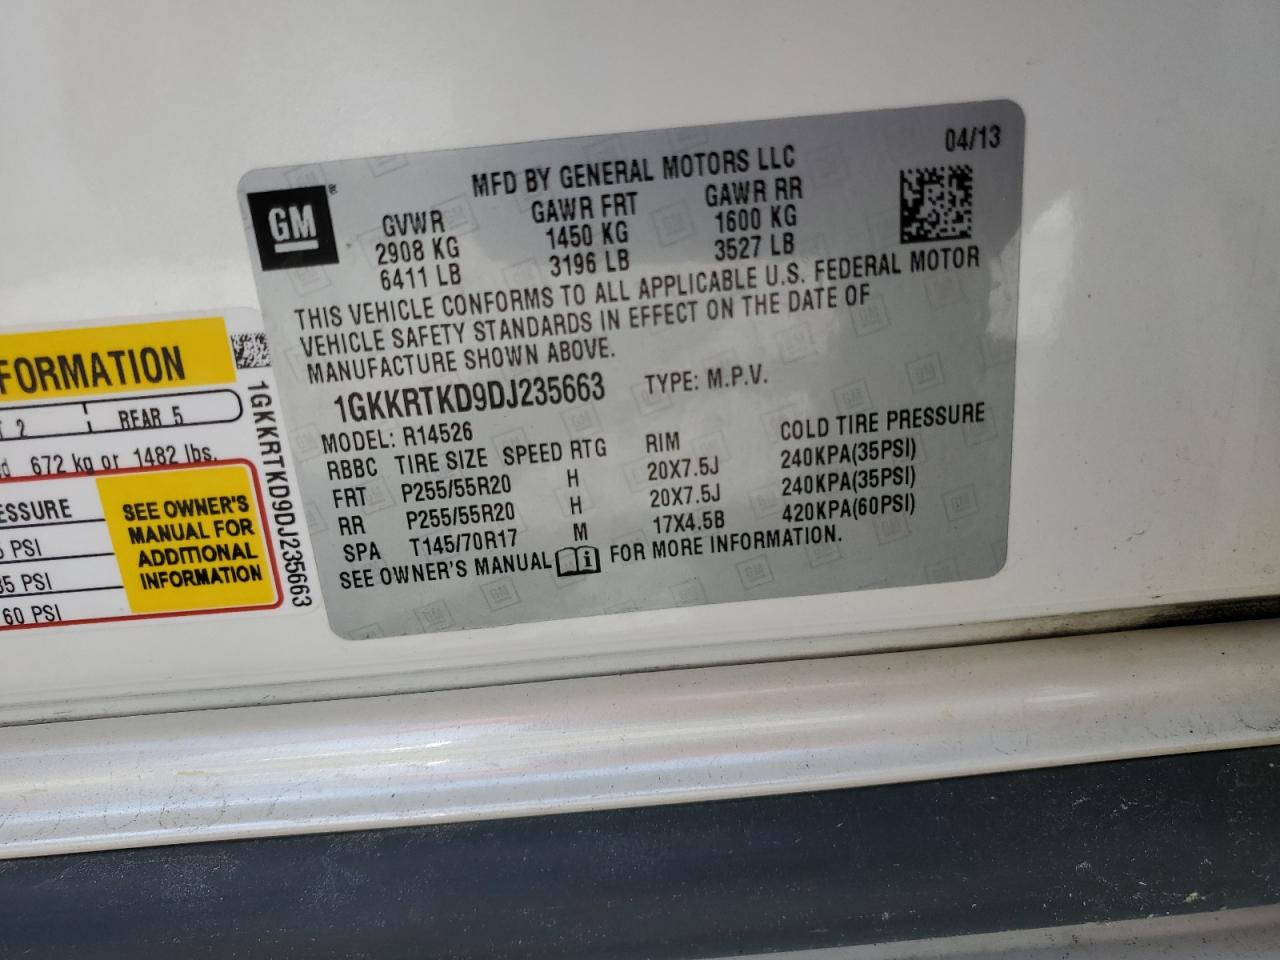 04/13
MFD BY GENERAL MOTORS LLC
GM ®
GVWR GAWR FRT GAWR RR
2908 KG 1450 KG 1600 KG
6411 LB 3196 LB 3527 LB
THIS VEHICLE CONFORMS TO ALL APPLICABLE U.S. FEDERAL MOTOR
VEHICLE SAFETY STANDARDS IN EFFECT ON THE DATE OF
MANUFACTURE SHOWN ABOVE.
1GKKRTKD9DJ235663 TYPE: M.P.V.
MODEL: R14526
RBBC TIRE SIZE SPEED RTG RIM COLD TIRE PRESSURE
FRT P255/55R20 H 20X7.5J 240KPA(35PSI)
RR P255/55R20 H 20X7.5J 240KPA(35PSI)
SPA T145/70R17 M 17X4.5B 420KPA(60PSI)
SEE OWNER'S MANUAL i FOR MORE INFORMATION.
FORMATION
2 REAR 5
672 kg or 1482 lbs.
ESSURE
PSI
35 PSI
60 PSI
SEE OWNER'S
MANUAL FOR
ADDITIONAL
INFORMATION
1GKKRTKD9DJ235663